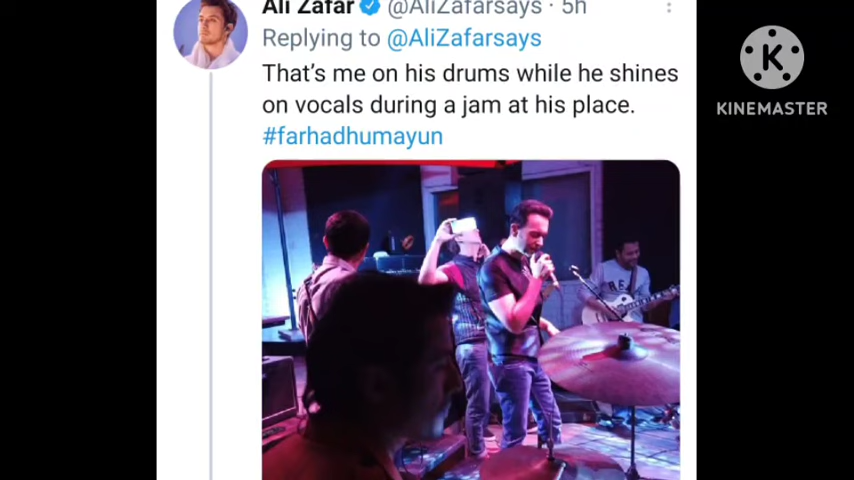 Ali Zafar @AliZafarsays · 5h
Replying to @AliZafarsays
That's me on his drums while he shines
on vocals during a jam at his place.
#farhadhumayun
K
KINEMASTER